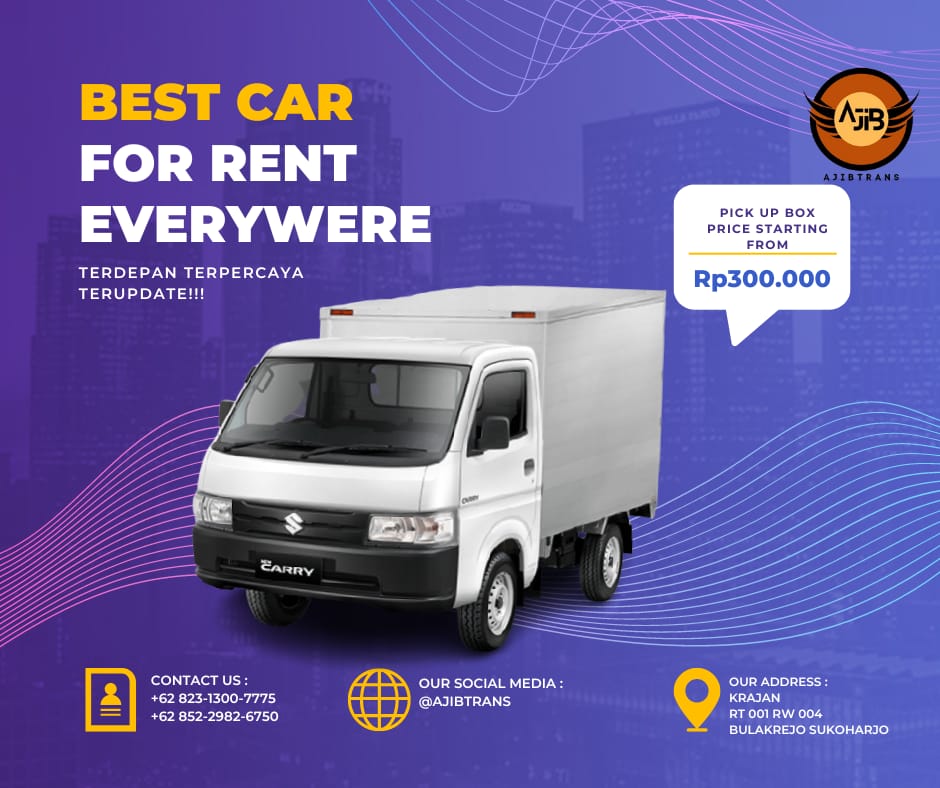 BEST CAR
FOR RENT
EVERYWERE
TERDEPAN TERPERCAYA
TERUPDATE!!!
AJIB
AJIBTRANS
PICK UP BOX
PRICE STARTING
FROM
Rp300.000
CARRY
NEW
CARRY
CONTACT US :
+62 823-1300-7775
+62 852-2982-6750
OUR SOCIAL MEDIA :
@AJIBTRANS
OUR ADDRESS :
KRAJAN
RT 001 RW 004
BULAKREJO SUKOHARJO